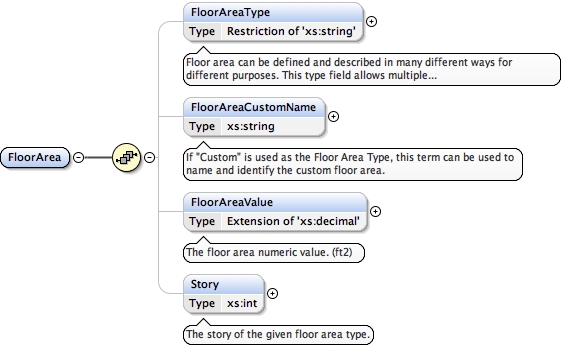 FloorAreaType
Type Restriction of 'xs:string'
Floor area can be defined and described in many different ways for
different purposes. This type field allows multiple...
FloorAreaCustomName
Type xs:string
If "Custom" is used as the Floor Area Type, this term can be used to
name and identify the custom floor area.
FloorArea
FloorAreaValue
Type Extension of 'xs:decimal'
The floor area numeric value. (ft2)
Story
Type xs:int
The story of the given floor area type.